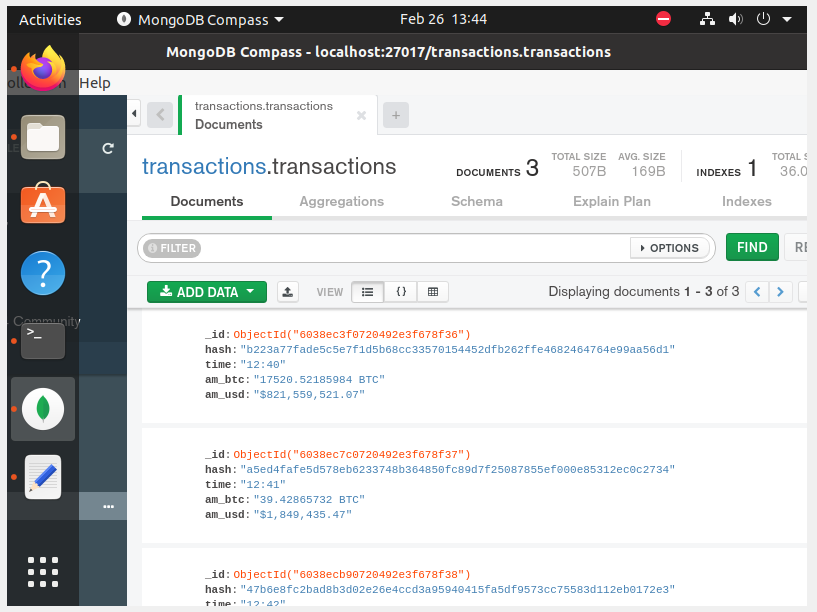 Activities
MongoDB Compass
Feb 26 13:44
MongoDB Compass - localhost:27017/transactions.transactions
Help
transactions.transactions
Documents
transactions.transactions
DOCUMENTS 3
TOTAL SIZE
507B
AVG. SIZE
169B
INDEXES 1
TOTAL S
36.0
Documents
Aggregations
Schema
Explain Plan
Indexes
FILTER
OPTIONS
FIND
RE
ADD DATA
VIEW
Displaying documents 1 - 3 of 3
_id: ObjectId("6038ec3f0720492e3f678f36")
hash: "b223a77fade5c5e7f1d5b68cc33570154452dfb262ffe4682464764e99aa56d1"
time: "12:40"
am_btc: "17520.52185984 BTC"
am_usd: "$821,559,521.07"
_id: ObjectId("6038ec7c0720492e3f678f37")
hash: "a5ed4fafe5d578eb6233748b364850fc89d7f25087855ef000e85312ec0c2734"
time: "12:41"
am_btc: "39.42865732 BTC"
am_usd: "$1,849,435.47"
_id: ObjectId("6038ecb90720492e3f678f38")
hash: "47b6e8fc2bad8b3d02e26e4ccd3a95940415fa5df9573cc75583d112eb0172e3"
time: "12:42"
Community